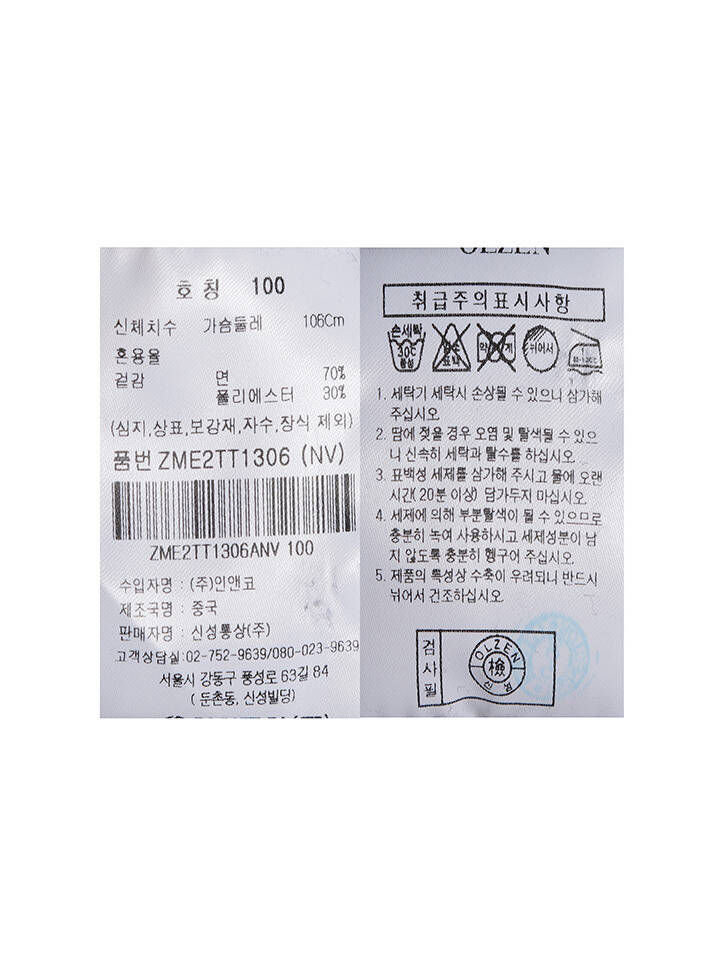 호칭 100
신체치수 가슴둘레 106Cm
혼용율
겉감 면 70%
폴리에스터 30%
(심지,상표,보강재,자수,장식 제외)
품번 ZME2TT1306 (NV)
ZME2TT1306ANV 100
수입자명 : (주)인앤코
제조국명 : 중국
판매자명 : 신성통상(주)
고객상담실:02-752-9639/080-023-9639
서울시 강동구 풍성로 63길 84
( 둔촌동, 신성빌딩)
OLZEN
취급주의표시사항
손세탁
30℃
중성
염소
표백
뉘어서
1. 세탁기 세탁시 손상될 수 있으니 삼가해
주십시오.
2. 땀에 젖을 경우 오염 및 탈색될 수 있으
니 신속히 세탁과 탈수를 하십시오.
3. 표백성 세제를 삼가해 주시고 물에 오랜
시간( 20분 이상) 담가두지 마십시오.
4. 세제에 의해 부분탈색이 될 수 있으므로
충분히 녹여 사용하시고 세제성분이 남
지 않도록 충분히 헹구어 주십시오.
5. 제품의 특성상 수축이 우려되니 반드시
뉘어서 건조하십시오.
검사필
OLZEN
檢
신성